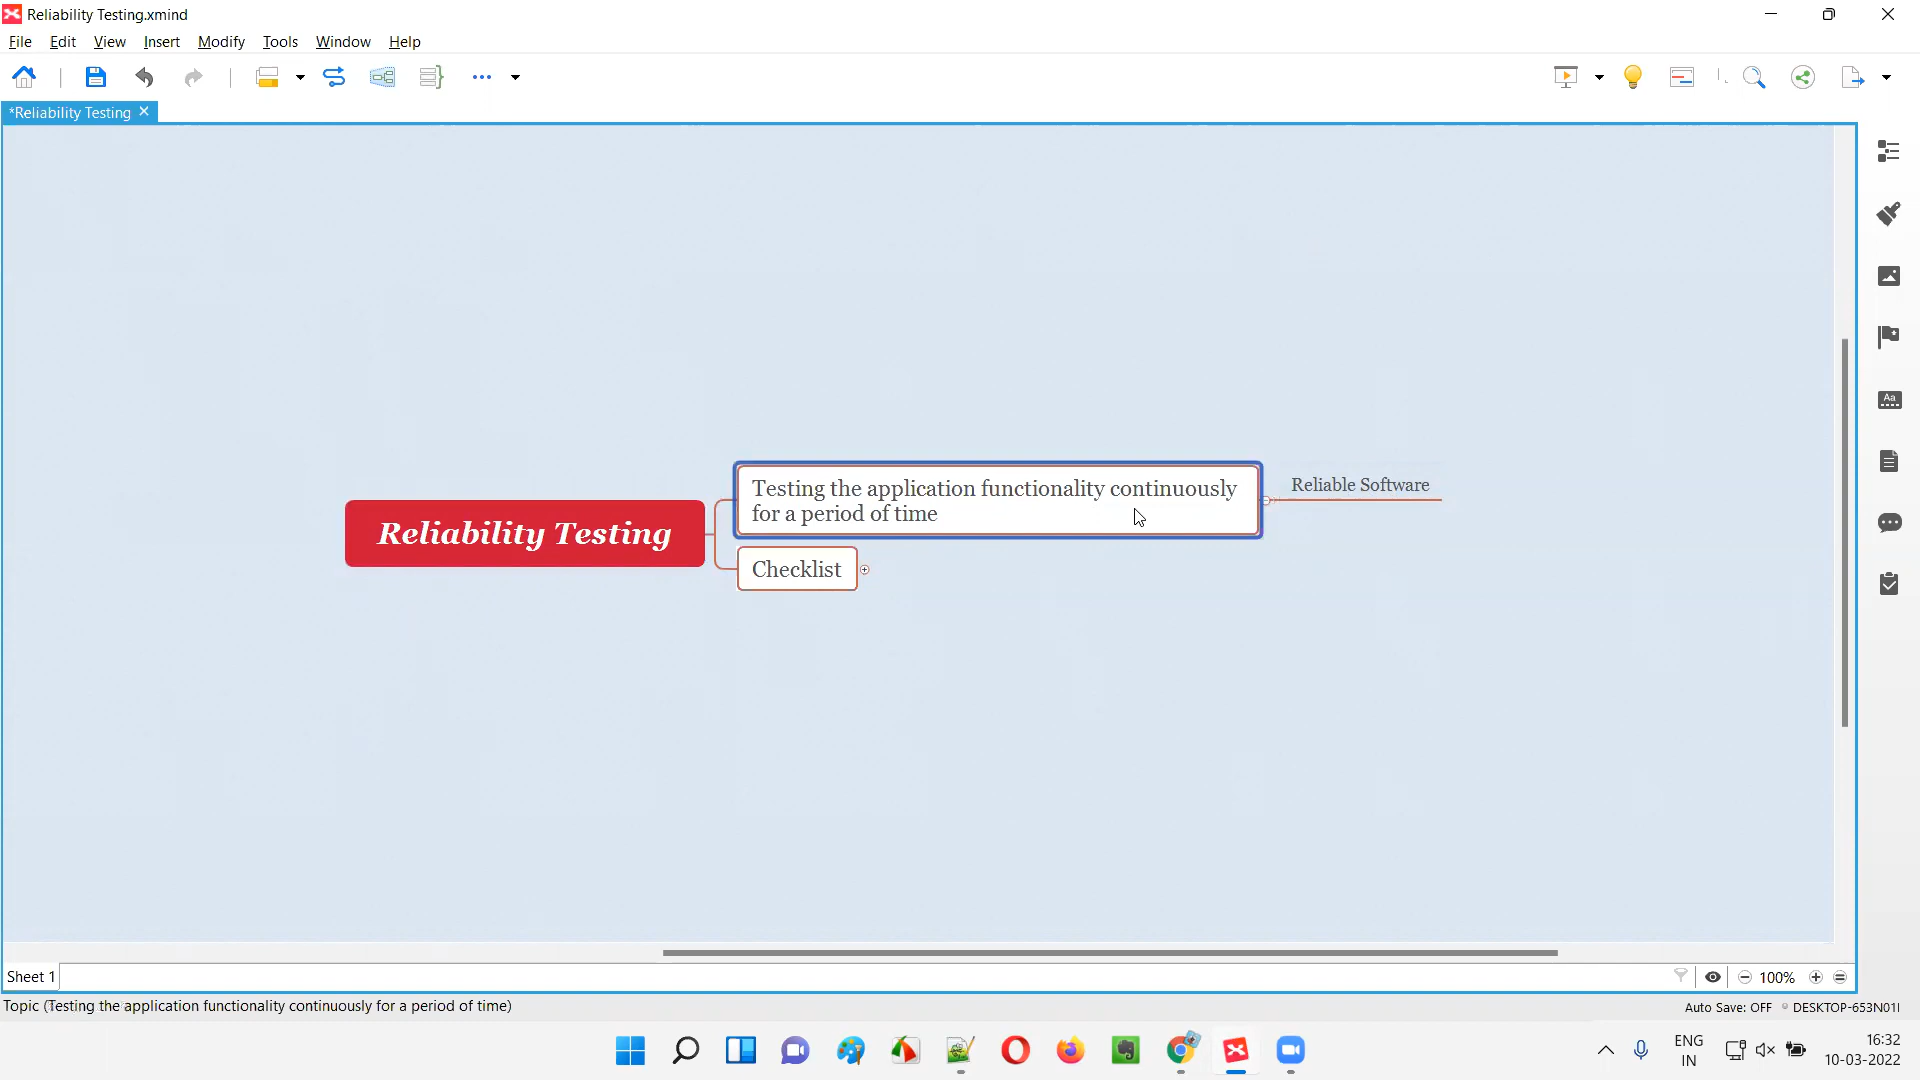 Reliability Testing.xmind
File Edit View Insert Modify Tools Window Help
*Reliability Testing
Testing the application functionality continuously
for a period of time
Reliable Software
Reliability Testing
Checklist
Aa
Sheet 1
100%
Topic (Testing the application functionality continuously for a period of time)
Auto Save: OFF
DESKTOP-653N01I
ENG
IN
16:32
10-03-2022